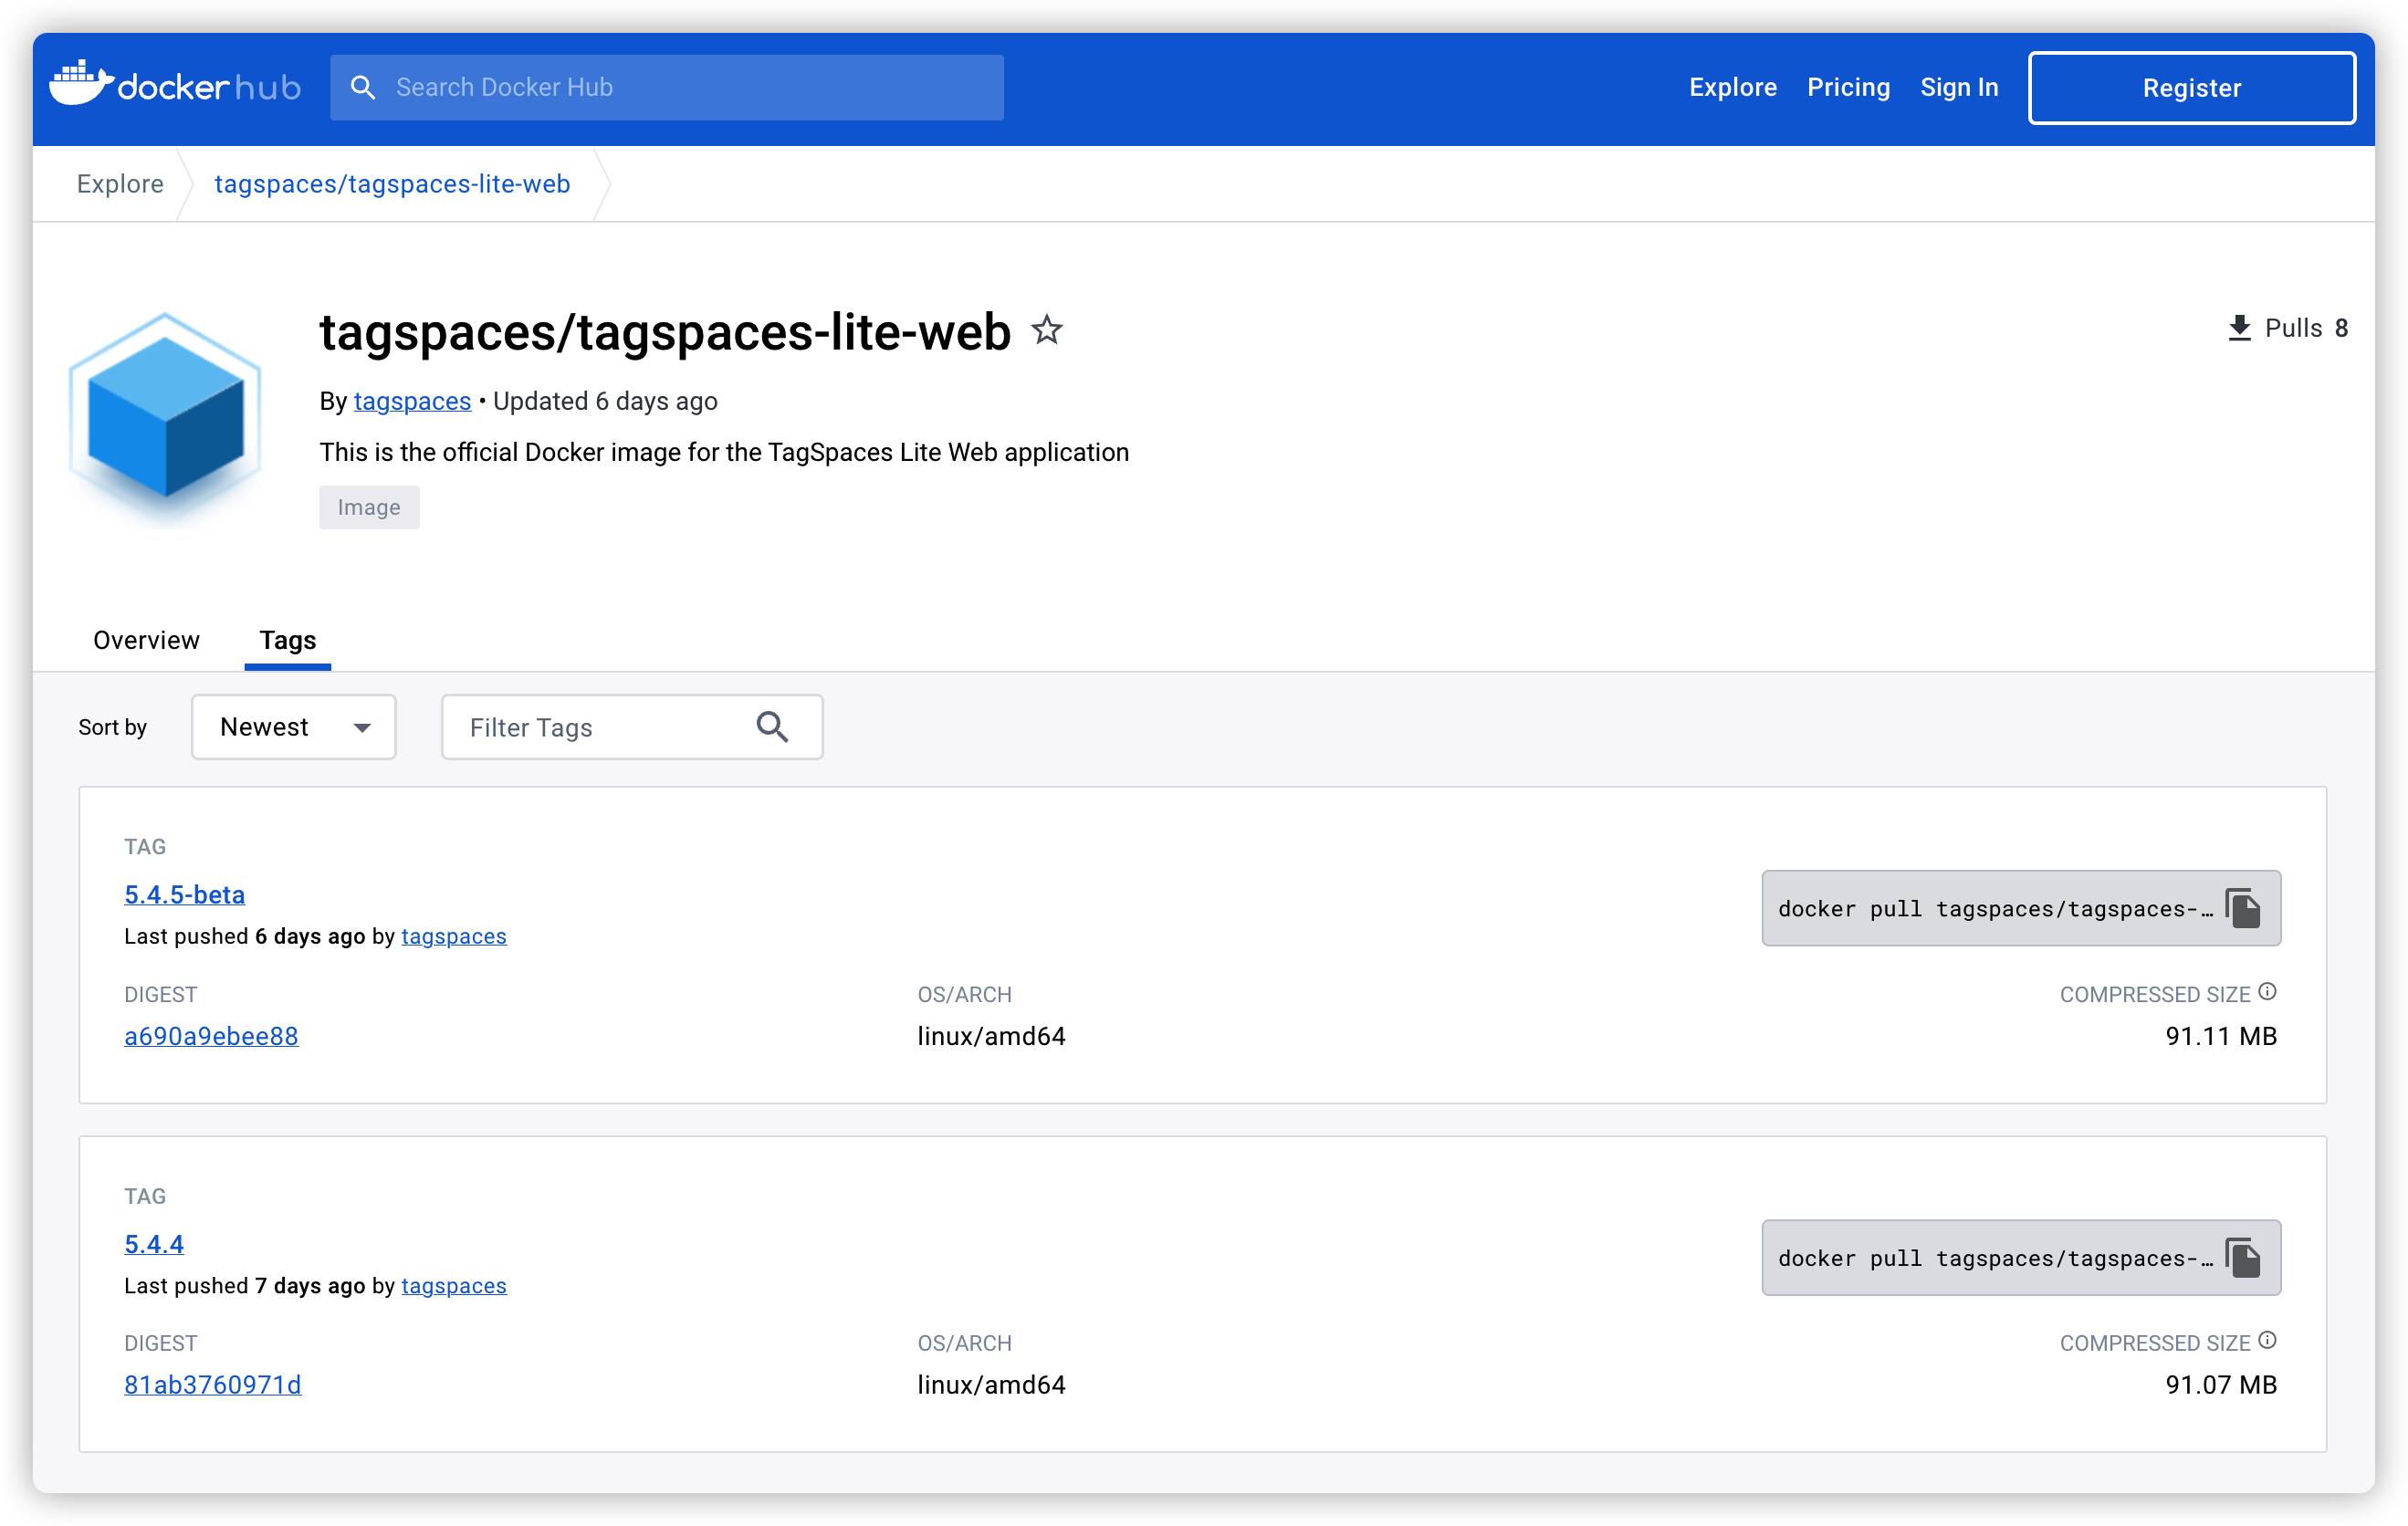 dockerhub Search Docker Hub Explore Pricing Sign In Register
Explore tagspaces/tagspaces-lite-web
tagspaces/tagspaces-lite-web Pulls 8
By tagspaces • Updated 6 days ago
This is the official Docker image for the TagSpaces Lite Web application
Image
Overview Tags
Sort by Newest Filter Tags
TAG
5.4.5-beta
docker pull tagspaces/tagspaces-…
Last pushed 6 days ago by tagspaces
DIGEST OS/ARCH COMPRESSED SIZE
a690a9ebee88 linux/amd64 91.11 MB
TAG
5.4.4
docker pull tagspaces/tagspaces-…
Last pushed 7 days ago by tagspaces
DIGEST OS/ARCH COMPRESSED SIZE
81ab3760971d linux/amd64 91.07 MB